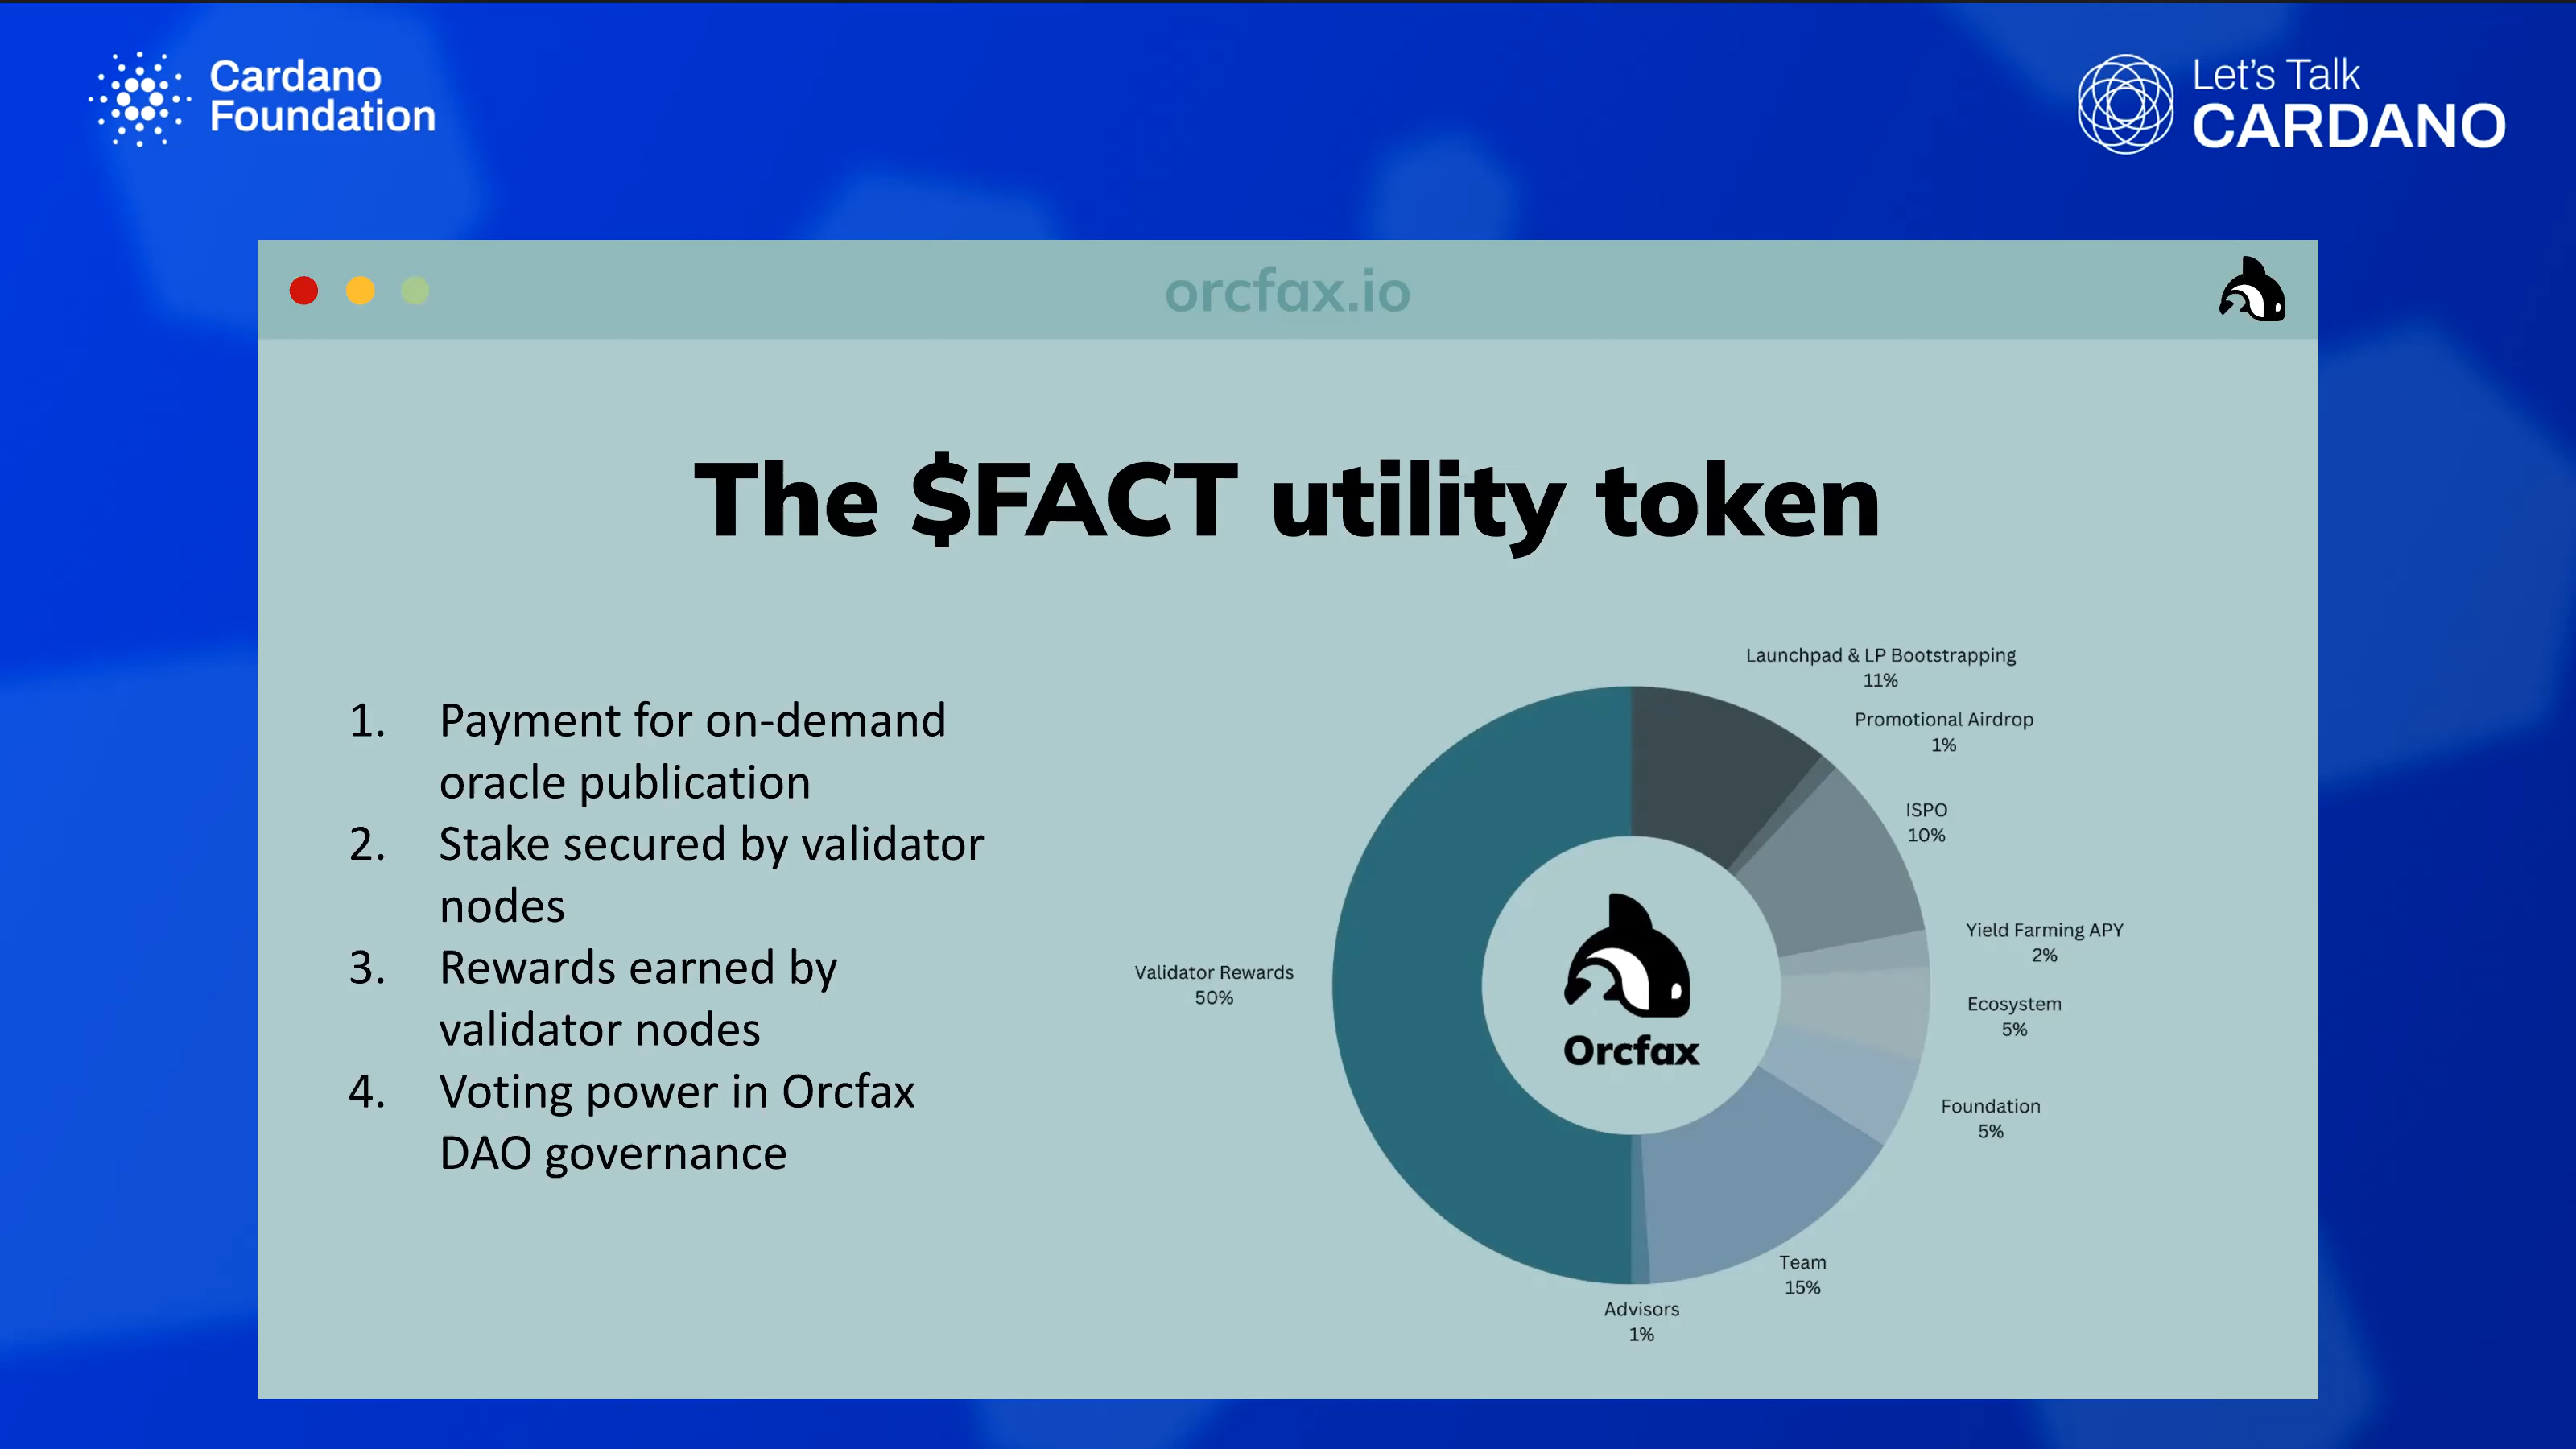 Cardano
Foundation
Let's Talk
CARDANO
orcfax.io
The $FACT utility token
1. Payment for on-demand
oracle publication
2. Stake secured by validator
nodes
3. Rewards earned by
validator nodes
4. Voting power in Orcfax
DAO governance
Launchpad & LP Bootstrapping
11%
Promotional Airdrop
1%
ISPO
10%
Yield Farming APY
2%
Ecosystem
5%
Foundation
5%
Team
15%
Advisors
1%
Validator Rewards
50%
Orcfax